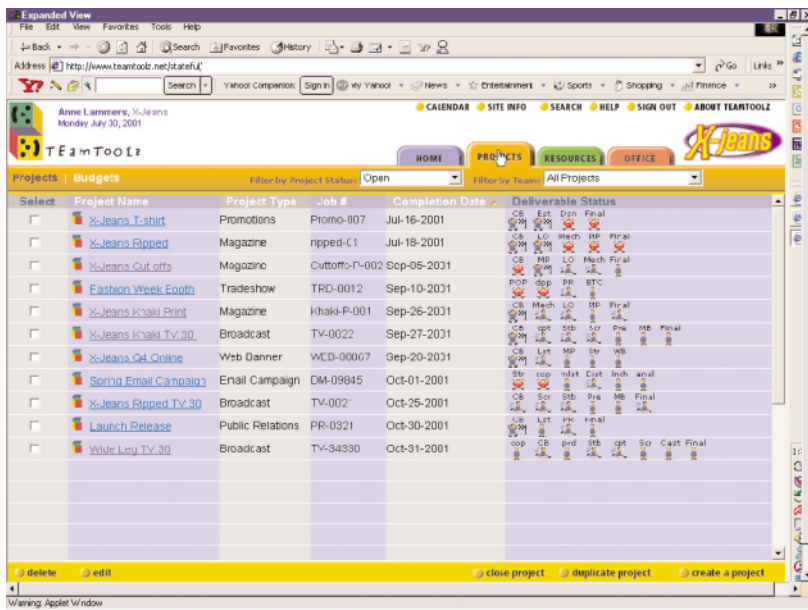 Expanded View
File Edit View Favorites Tools Help
Back Search Favorites History
Address http://www.teamtoolz.net/stateful/ Go Links »
Y? Search Yahoo! Companion: Sign In My Yahoo! News Entertainment Sports Shopping Finance »
Anne Lammers, X-Jeans
Monday July 30, 2001
CALENDAR SITE INFO SEARCH HELP SIGN OUT ABOUT TEAMTOOLZ
TEamToolz
X-jeans
HOME PROJECTS RESOURCES OFFICE
Projects | Budgets Filter by Project Status: Open Filter by Team: All Projects
Select Project Name Project Type Job # Completion Date Deliverable Status
CB Est Dsn Final
X-Jeans T-shirt Promotions Promo-007 Jul-16-2001
CB LO Mech MP Final
X-Jeans Ripped Magazine ripped-01 Jul-18-2001
CB MP LO Mech Final
X-Jeans Cut offs Magazine Cuttoffs-P-002 Sep-05-2001
POP dpp PR BTC
Fashion Week Booth Tradeshow TRD-0012 Sep-10-2001
CB Mech LO MP Final
X-Jeans Khaki Print Magazine Khaki-P-001 Sep-26-2001
CB cpt Stb Scr Pre MB Final
X-Jeans Khaki TV:30 Broadcast TV-0022 Sep-27-2001
CB Lst MP Str WB
X-Jeans Q4 Online Web Banner WEB-00067 Sep-20-2001
Str cop mlst Dist lnch anal
Spring Email Campaign Email Campaign DM-09845 Oct-01-2001
CB Scr Stb Pre MB Final
X-Jeans Ripped TV:30 Broadcast TV-0021 Oct-25-2001
CB Lst PR Final
Launch Release Public Relations PR-0321 Oct-30-2001
cop CB prd Stb cpt Scr Cast Final
Wide Leg TV:30 Broadcast TV-34330 Oct-31-2001
delete edit close project duplicate project create a project
Warning: Applet Window